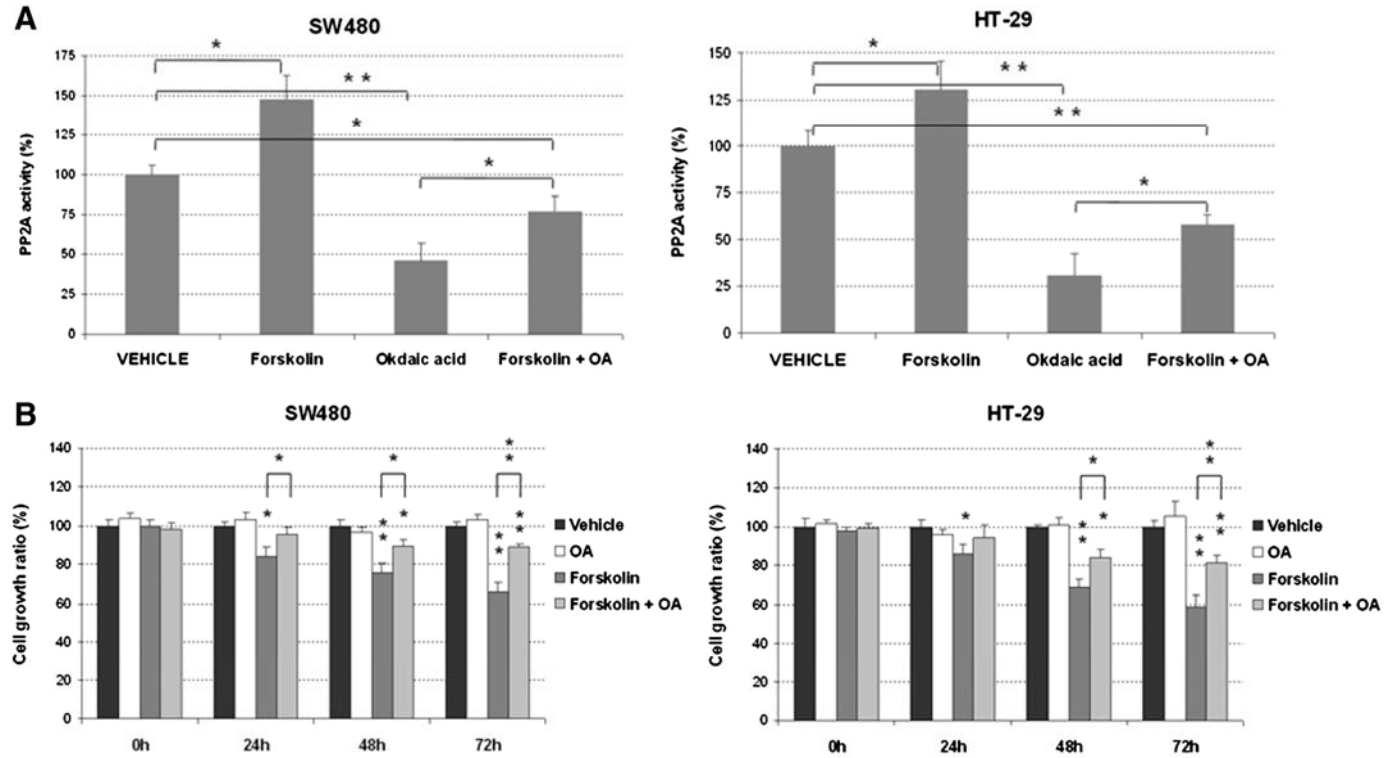 A
SW480
PP2A activity (%)
175
150
125
100
75
50
25
0
*
* *
*
*
VEHICLE Forskolin Okdaic acid Forskolin + OA
HT-29
PP2A activity (%)
150
125
100
75
50
25
0
*
* *
* *
*
VEHICLE Forskolin Okdaic acid Forskolin + OA
B
SW480
Cell growth ratio (%)
140
120
100
80
60
40
20
0
*
*
*
*
*
*
*
*
*
*
*
*
*
0h 24h 48h 72h
Vehicle
OA
Forskolin
Forskolin + OA
HT-29
Cell growth ratio (%)
140
120
100
80
60
40
20
0
*
*
*
*
*
*
*
*
*
*
*
0h 24h 48h 72h
Vehicle
OA
Forskolin
Forskolin + OA